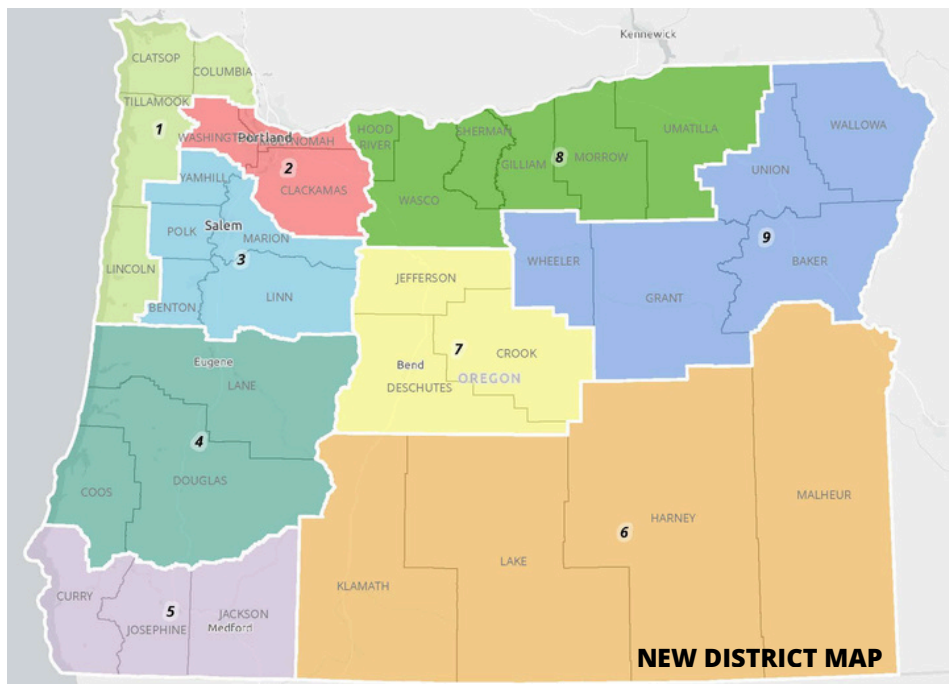 Kennewick
CLATSOP
COLUMBIA
TILLAMOOK
1
WASHINGTON
Portland
MULTNOMAH
2
CLACKAMAS
HOOD
RIVER
SHERMAN
GILLIAM
8
MORROW
UMATILLA
WASCO
WALLOWA
UNION
9
BAKER
YAMHILL
POLK
Salem
MARION
3
LINCOLN
BENTON
LINN
JEFFERSON
WHEELER
GRANT
7
CROOK
Bend
OREGON
DESCHUTES
Eugene
LANE
4
DOUGLAS
COOS
MALHEUR
HARNEY
6
LAKE
KLAMATH
CURRY
5
JOSEPHINE
JACKSON
Medford
NEW DISTRICT MAP